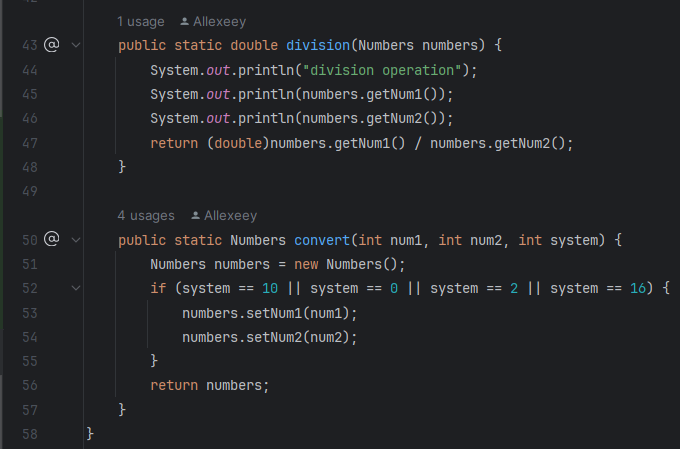 42
1 usage Allexeey
43 @ public static double division(Numbers numbers) {
44 System.out.println("division operation");
45 System.out.println(numbers.getNum1());
46 System.out.println(numbers.getNum2());
47 return (double)numbers.getNum1() / numbers.getNum2();
48 }
49
4 usages Allexeey
50 @ public static Numbers convert(int num1, int num2, int system) {
51 Numbers numbers = new Numbers();
52 if (system == 10 || system == 0 || system == 2 || system == 16) {
53 numbers.setNum1(num1);
54 numbers.setNum2(num2);
55 }
56 return numbers;
57 }
58 }